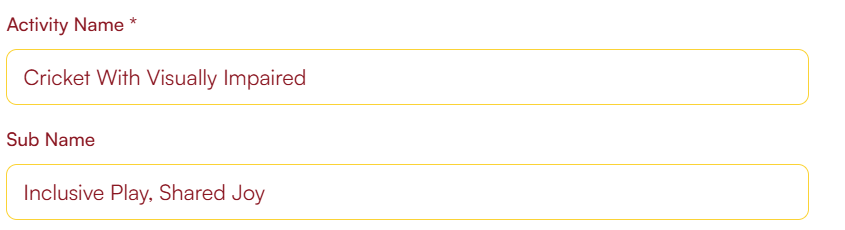 Activity Name *
Cricket With Visually Impaired
Sub Name
Inclusive Play, Shared Joy